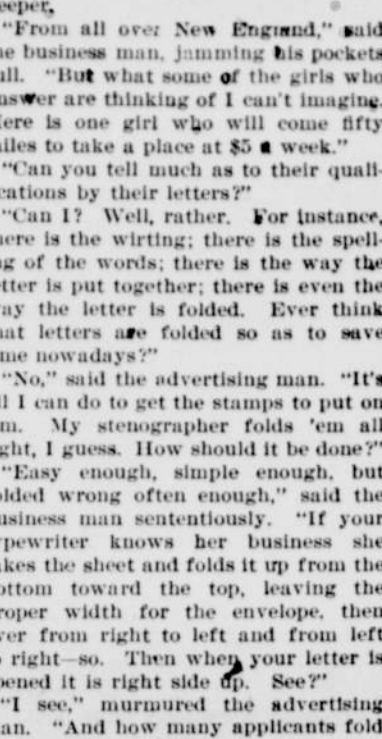 eeper.
"From all over New England," said
he business man, jamming his pockets
ull. "But what some of the girls who
nswer are thinking of I can't imagine.
ere is one girl who will come fifty
iles to take a place at $5 a week."
"Can you tell much as to their quali-
cations by their letters?"
"Can I? Well, rather. For instance,
here is the wirting; there is the spell-
ng of the words; there is the way the
etter is put together; there is even the
ay the letter is folded. Ever think
hat letters are folded so as to save
me nowadays?"
"No," said the advertising man. "It's
ll I can do to get the stamps to put on
m. My stenographer folds 'em all
ght, I guess. How should it be done?"
"Easy enough, simple enough, but
olded wrong often enough," said the
usiness man sententiously. "If your
ypewriter knows her business she
akes the sheet and folds it up from the
ottom toward the top, leaving the
roper width for the envelope, then
ver from right to left and from left
o right—so. Then when your letter is
pened it is right side up. See?"
"I see," murmured the advertising
an. "And how many applicants fold